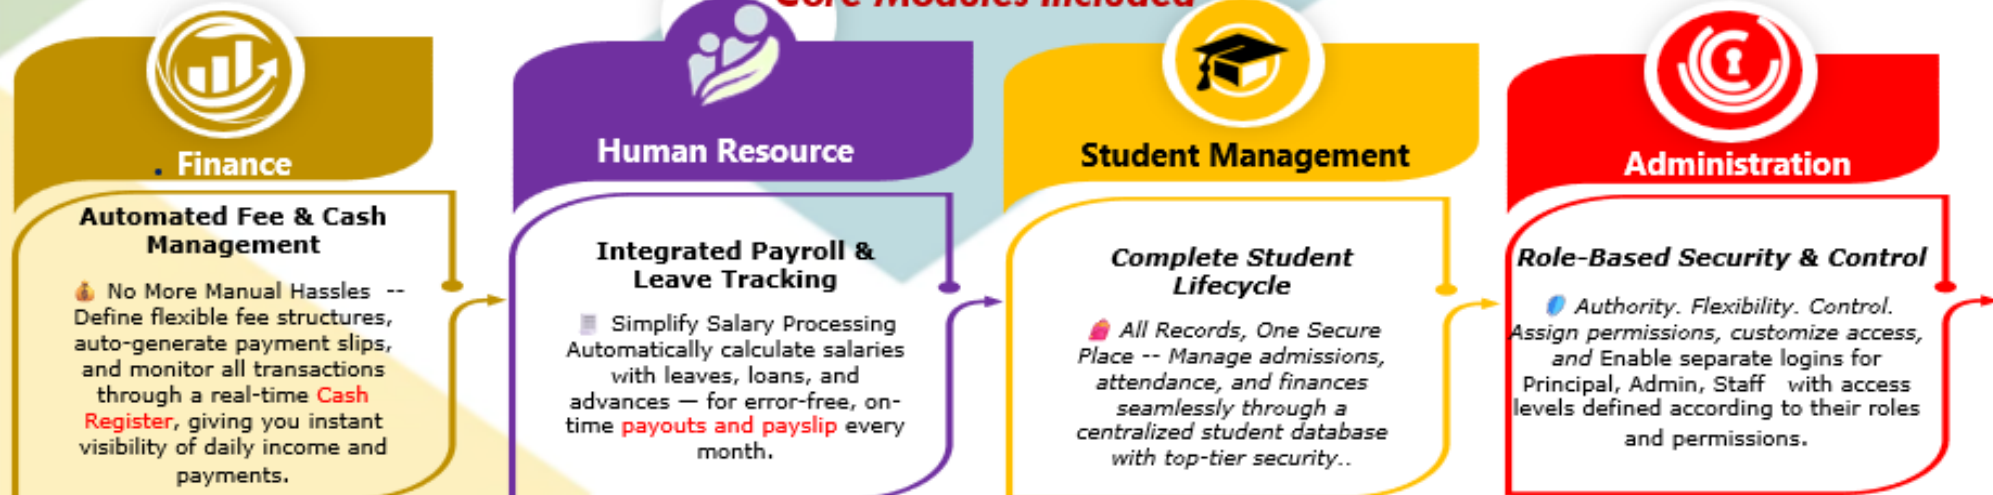 Core Modules Included
. Finance
Automated Fee & Cash
Management
💰 No More Manual Hassles --
Define flexible fee structures,
auto-generate payment slips,
and monitor all transactions
through a real-time Cash
Register, giving you instant
visibility of daily income and
payments.
Human Resource
Integrated Payroll &
Leave Tracking
🧾 Simplify Salary Processing
Automatically calculate salaries
with leaves, loans, and
advances — for error-free, on-
time payouts and payslip every
month.
Student Management
Complete Student
Lifecycle
🎒 All Records, One Secure
Place -- Manage admissions,
attendance, and finances
seamlessly through a
centralized student database
with top-tier security..
Administration
Role-Based Security & Control
Authority. Flexibility. Control.
Assign permissions, customize access,
and Enable separate logins for
Principal, Admin, Staff with access
levels defined according to their roles
and permissions.